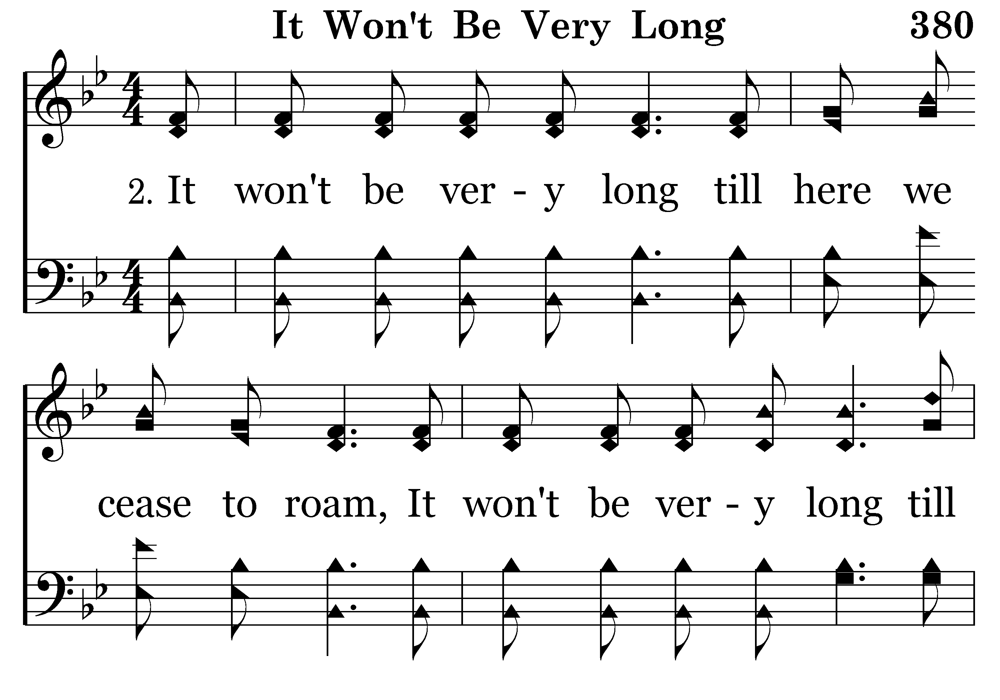 It Won't Be Very Long 380
2. It won't be ver - y long till here we
cease to roam, It won't be ver - y long till